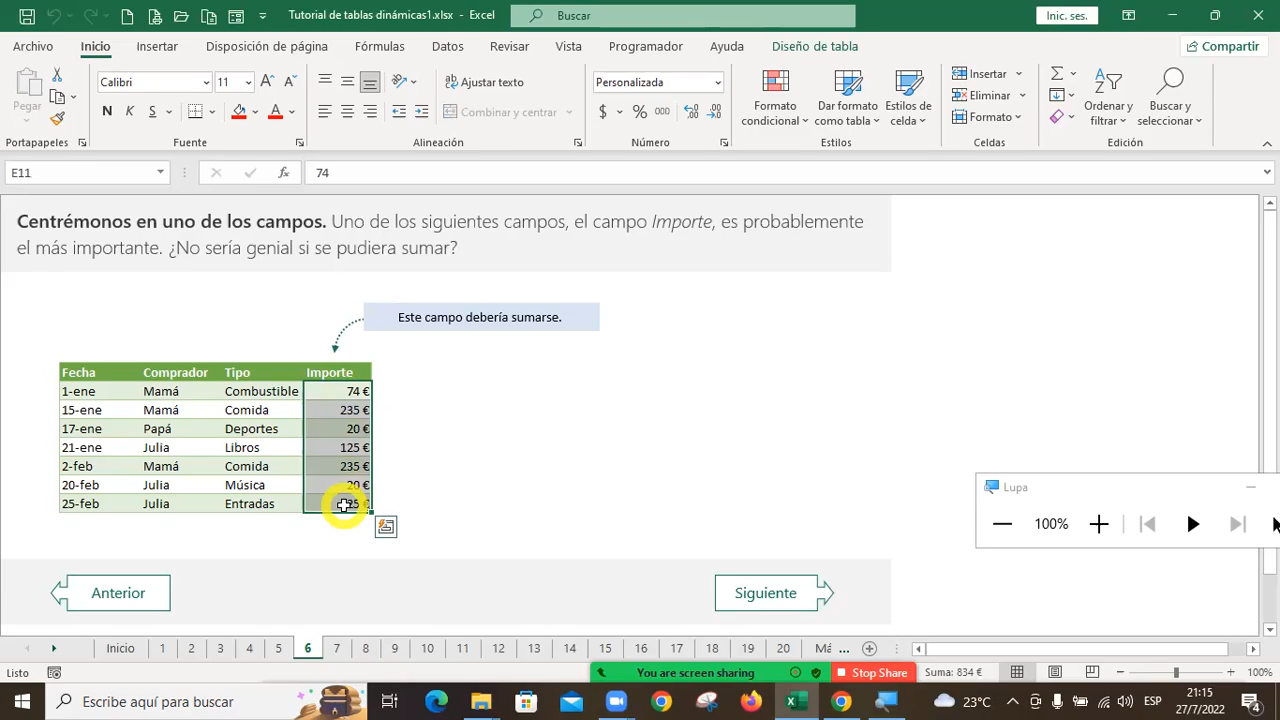 Tutorial de tablas dinámicas1.xlsx - Excel
Buscar
Inic. ses.
Archivo Inicio Insertar Disposición de página Fórmulas Datos Revisar Vista Programador Ayuda Diseño de tabla Compartir
Pegar
Calibri 11
N K S
Ajustar texto
Combinar y centrar
Personalizada
$ % 000
Formato condicional
Dar formato como tabla
Estilos de celda
Insertar
Eliminar
Formato
Ordenar y filtrar
Buscar y seleccionar
Portapapeles Fuente Alineación Número Estilos Celdas Edición
E11 fx 74
Centrémonos en uno de los campos. Uno de los siguientes campos, el campo Importe, es probablemente
el más importante. ¿No sería genial si se pudiera sumar?
Este campo debería sumarse.
Fecha Comprador Tipo Importe
1-ene Mamá Combustible 74 €
15-ene Mamá Comida 235 €
17-ene Papá Deportes 20 €
21-ene Julia Libros 125 €
2-feb Mamá Comida 235 €
20-feb Julia Música 20 €
25-feb Julia Entradas
Lupa
100%
Anterior Siguiente
Inicio 1 2 3 4 5 6 7 8 9 10 11 12 13 14 15 16 17 18 19 20 Má ...
Listo You are screen sharing Stop Share Suma: 834 € 100%
Escribe aquí para buscar 23°C ESP 21:15
27/7/2022 4